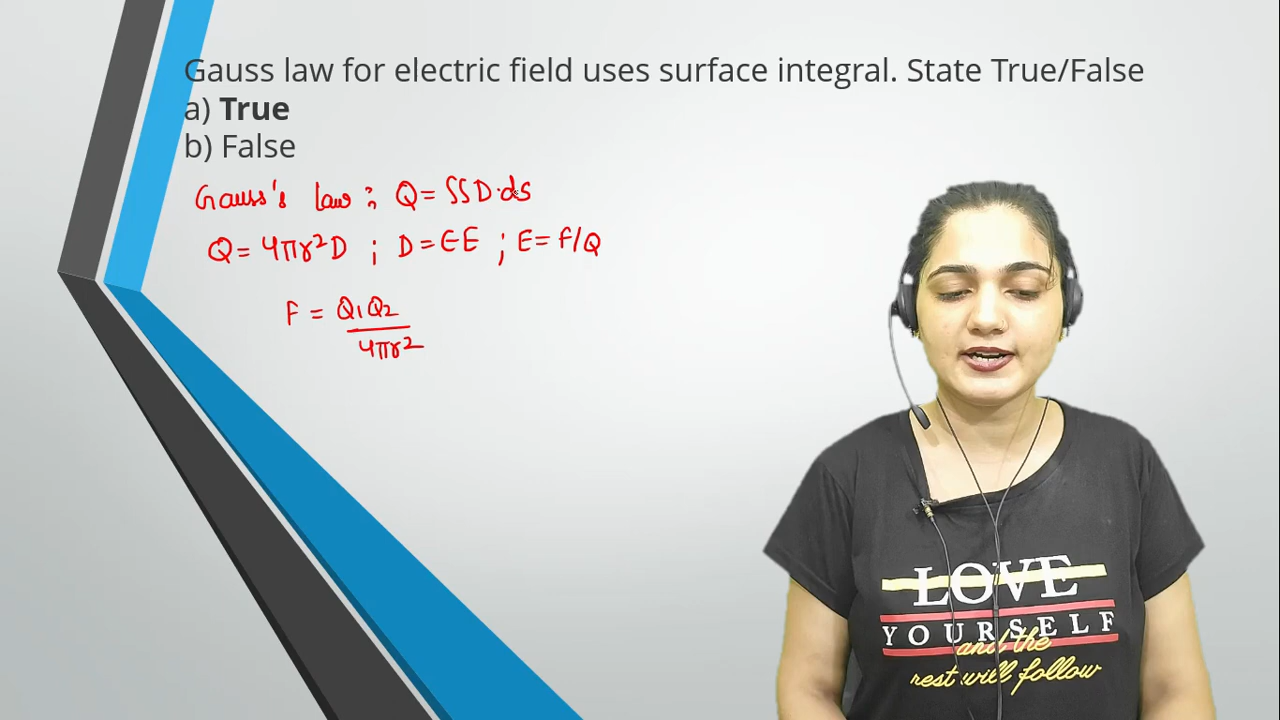 Gauss law for electric field uses surface integral. State True/False
a) True
b) False
Gauss's law : Q = ∫∫ D·ds
Q = 4πr²D ; D = ЄE ; E = F/Q
F = Q₁Q₂
4πr²
LOVE
YOURSELF
and the
rest will follow